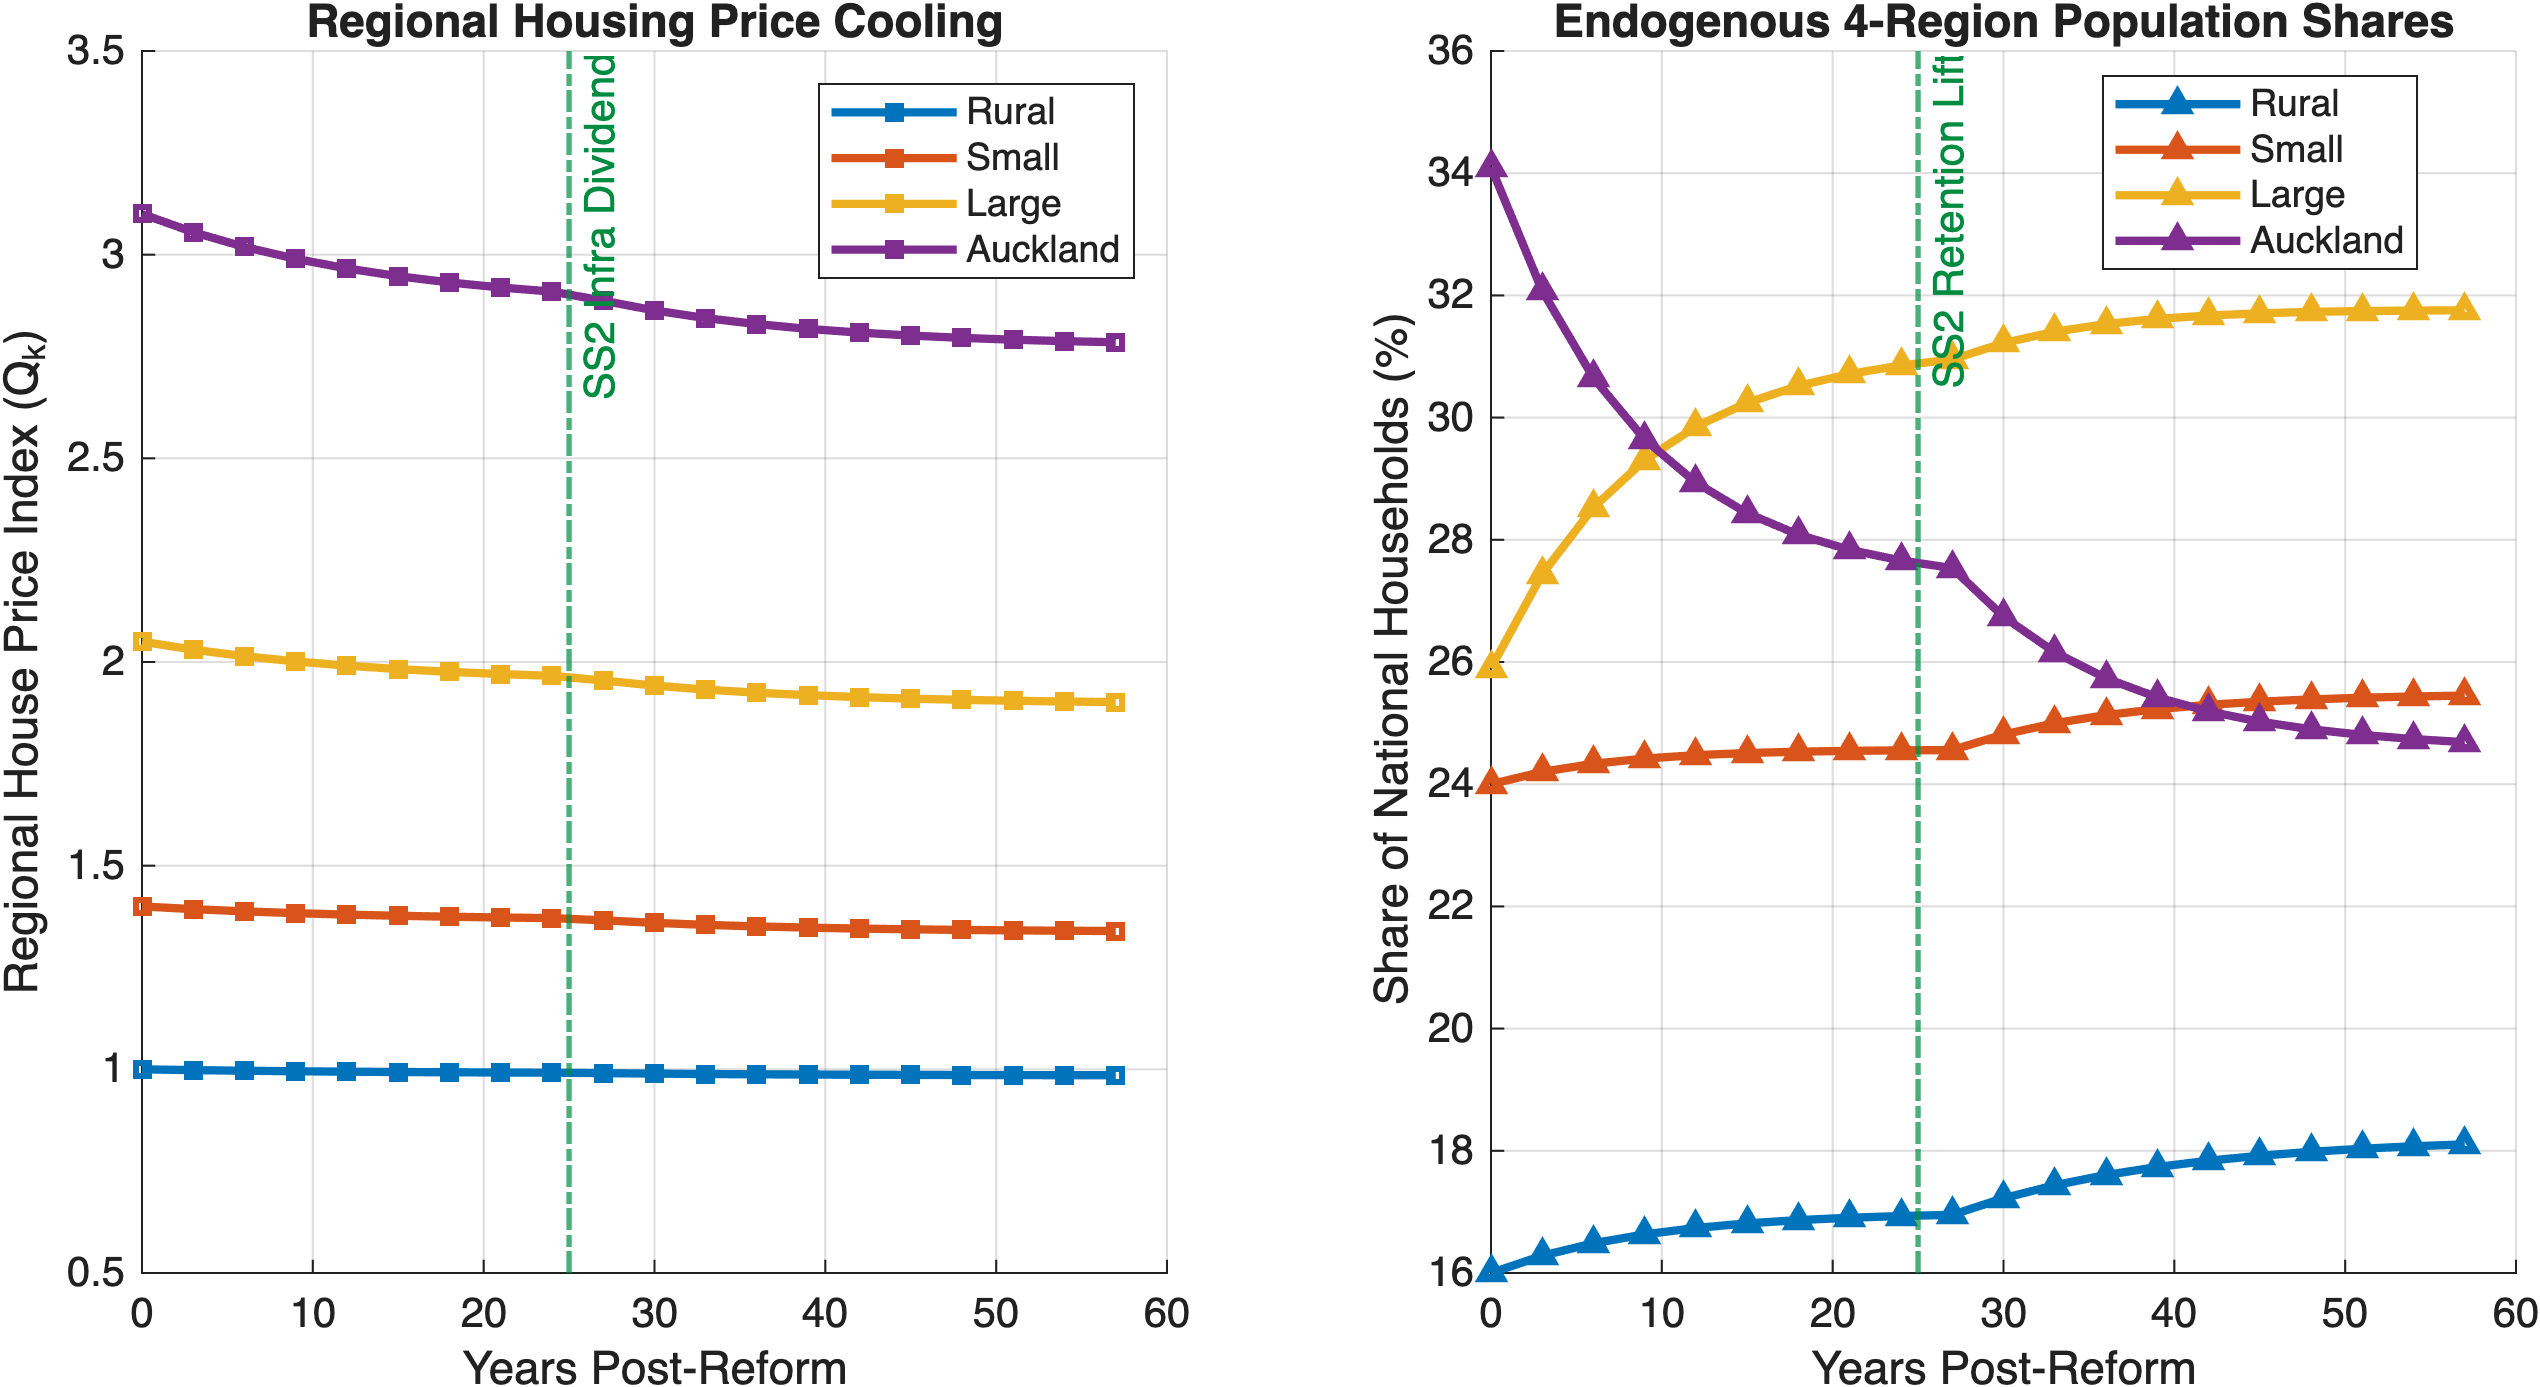 Regional Housing Price Cooling
Regional House Price Index (Qk)
3.5
3
2.5
2
1.5
1
0.5
0
10
20
30
40
50
60
Years Post-Reform
SS2 Infra Dividend
Rural
Small
Large
Auckland
Endogenous 4-Region Population Shares
Share of National Households (%)
36
34
32
30
28
26
24
22
20
18
16
0
10
20
30
40
50
60
Years Post-Reform
SS2 Retention Lift
Rural
Small
Large
Auckland